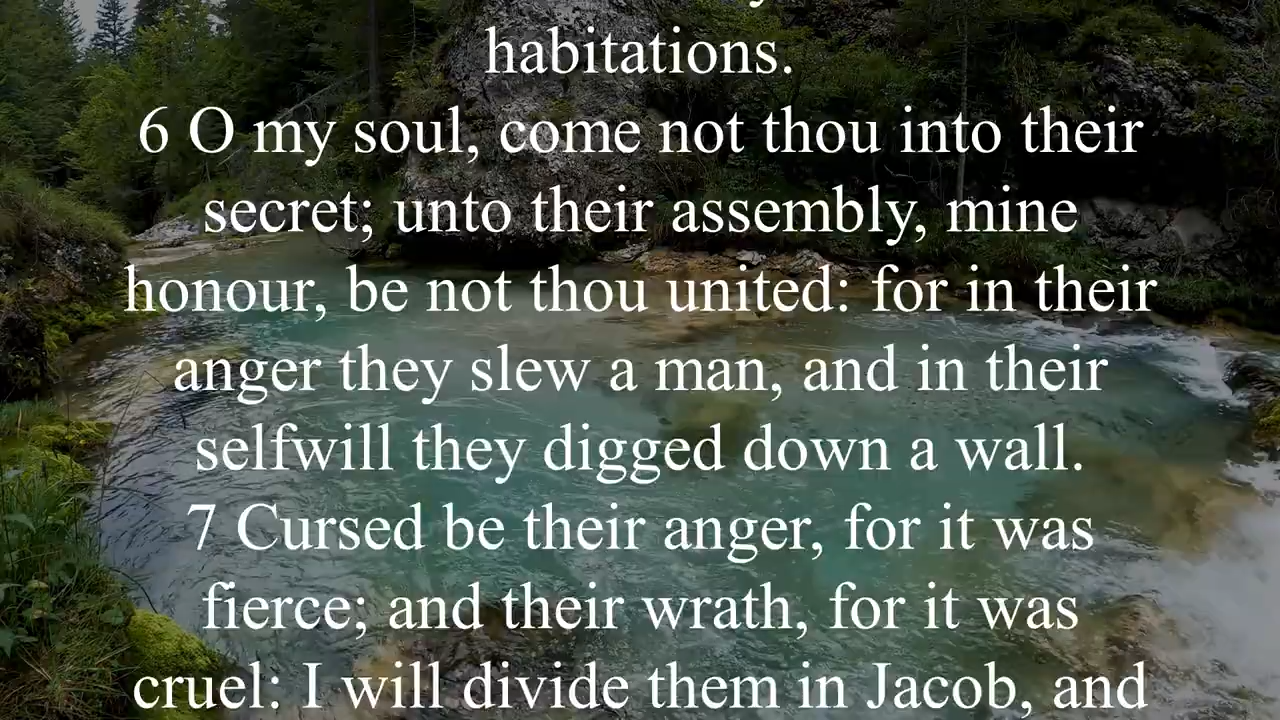 habitations.
6 O my soul, come not thou into their
secret; unto their assembly, mine
honour, be not thou united: for in their
anger they slew a man, and in their
selfwill they digged down a wall.
7 Cursed be their anger, for it was
fierce; and their wrath, for it was
cruel: I will divide them in Jacob, and